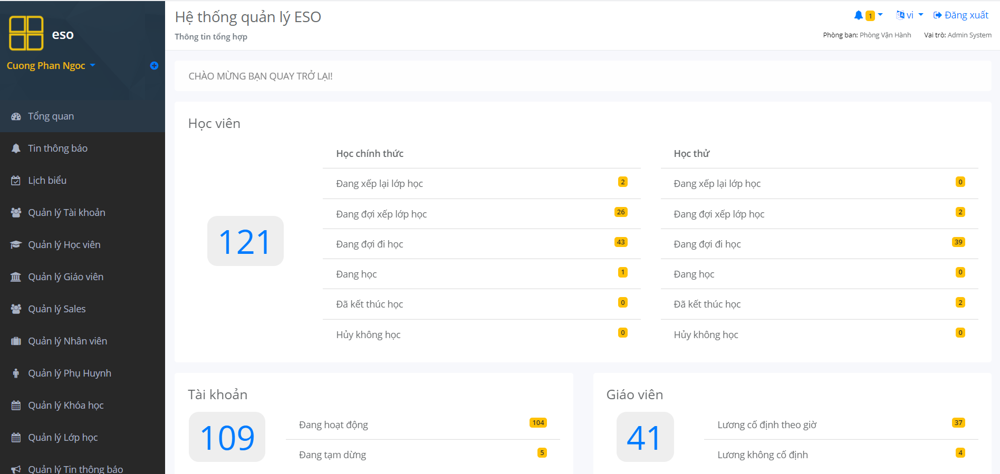 eso
Cuong Phan Ngoc
Tổng quan
Tin thông báo
Lịch biểu
Quản lý Tài khoản
Quản lý Học viên
Quản lý Giáo viên
Quản lý Sales
Quản lý Nhân viên
Quản lý Phụ Huynh
Quản lý Khóa học
Quản lý Lớp học
Quản lý Tin thông báo
Hệ thống quản lý ESO
Thông tin tổng hợp
1 vi Đăng xuất
Phòng ban: Phòng Vận Hành Vai trò: Admin System
CHÀO MỪNG BẠN QUAY TRỞ LẠI!
Học viên
121
Học chính thức
Đang xếp lại lớp học 2
Đang đợi xếp lớp học 26
Đang đợi đi học 43
Đang học 1
Đã kết thúc học 0
Hủy không học 0
Học thử
Đang xếp lại lớp học 0
Đang đợi xếp lớp học 2
Đang đợi đi học 39
Đang học 0
Đã kết thúc học 2
Hủy không học 0
Tài khoản
109
Đang hoạt động 104
Đang tạm dừng 5
Giáo viên
41
Lương cố định theo giờ 37
Lương không cố định 4